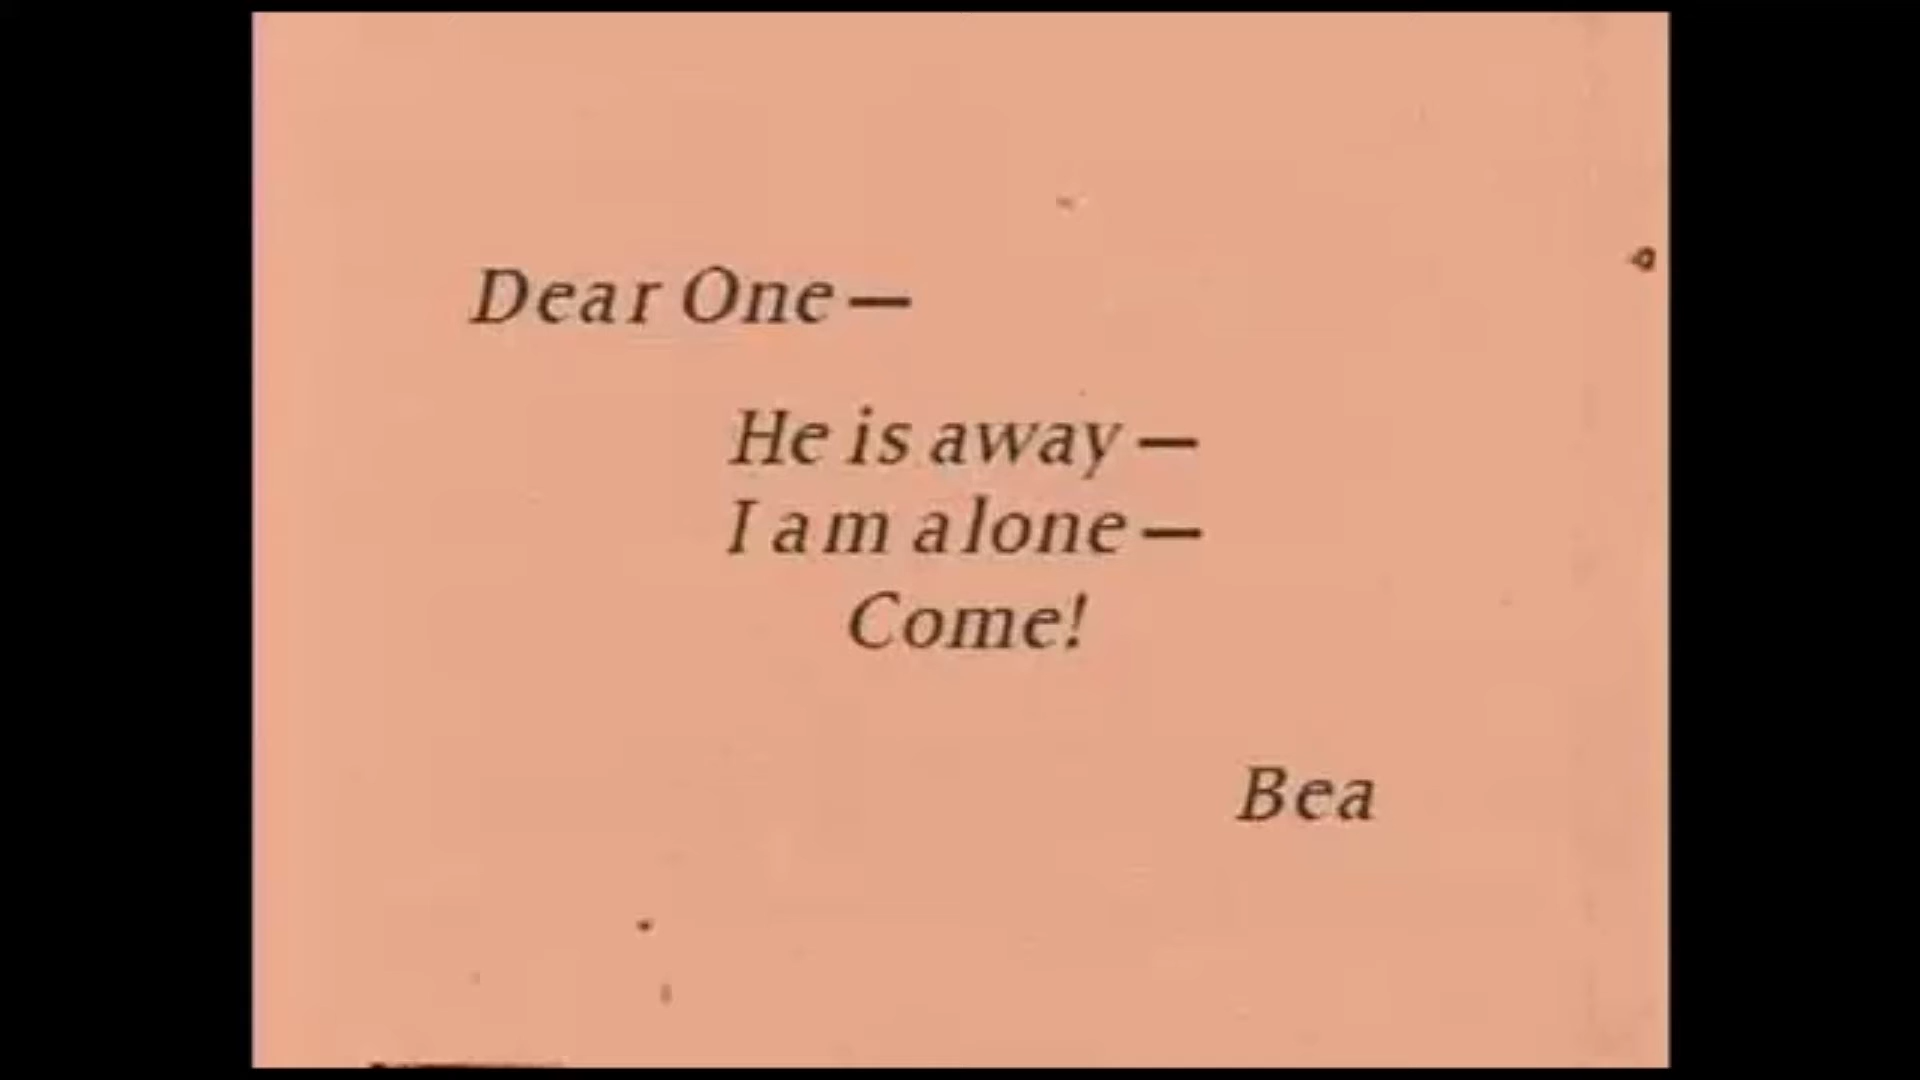 Dear One—
He is away—
I am alone—
Come!
Bea